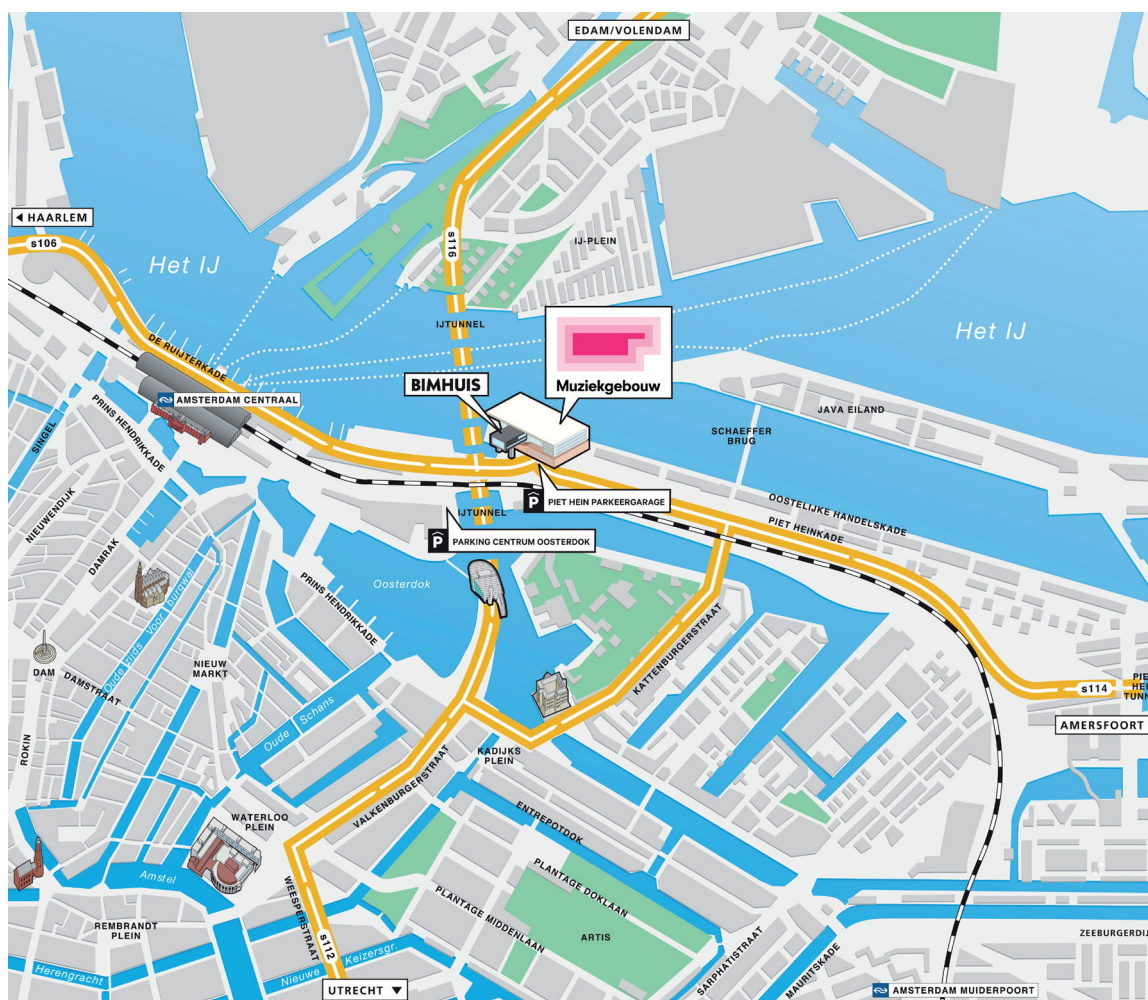 EDAM/VOLENDAM
HAARLEM
s106
Het IJ
s116
IJ-PLEIN
IJTUNNEL
Het IJ
DE RUIJTERKADE
BIMHUIS
Muziekgebouw
AMSTERDAM CENTRAAL
PRINS HENDRIKKADE
SINGEL
JAVA EILAND
SCHAEFFER
BRUG
NIEUWENDIJK
DAMRAK
P
PIET HEIN PARKEERGARAGE
OOSTELIJKE HANDELSKADE
PIET HEINKADE
IJTUNNEL
P
PARKING CENTRUM OOSTERDOK
Oosterdok
PRINS HENDRIKKADE
Oude Zijds Voorburgwal
KATTENBURGERSTRAAT
NIEUW
MARKT
DAM
DAMSTRAAT
s114
AMERSFOORT
Oude Schans
ROKIN
KADIJKS
PLEIN
VALKENBURGERSTRAAT
WATERLOO
PLEIN
ENTREPOTDOK
Amstel
WEESPERSTRAAT
PLANTAGE DOKLAAN
PLANTAGE MIDDENLAAN
REMBRANDT
PLEIN
ARTIS
ZEEBURGERDIJ
SARPHATISTRAAT
MAURITSKADE
Herengracht
Nieuwe Keizersgr.
s112
UTRECHT
AMSTERDAM MUIDERPOORT